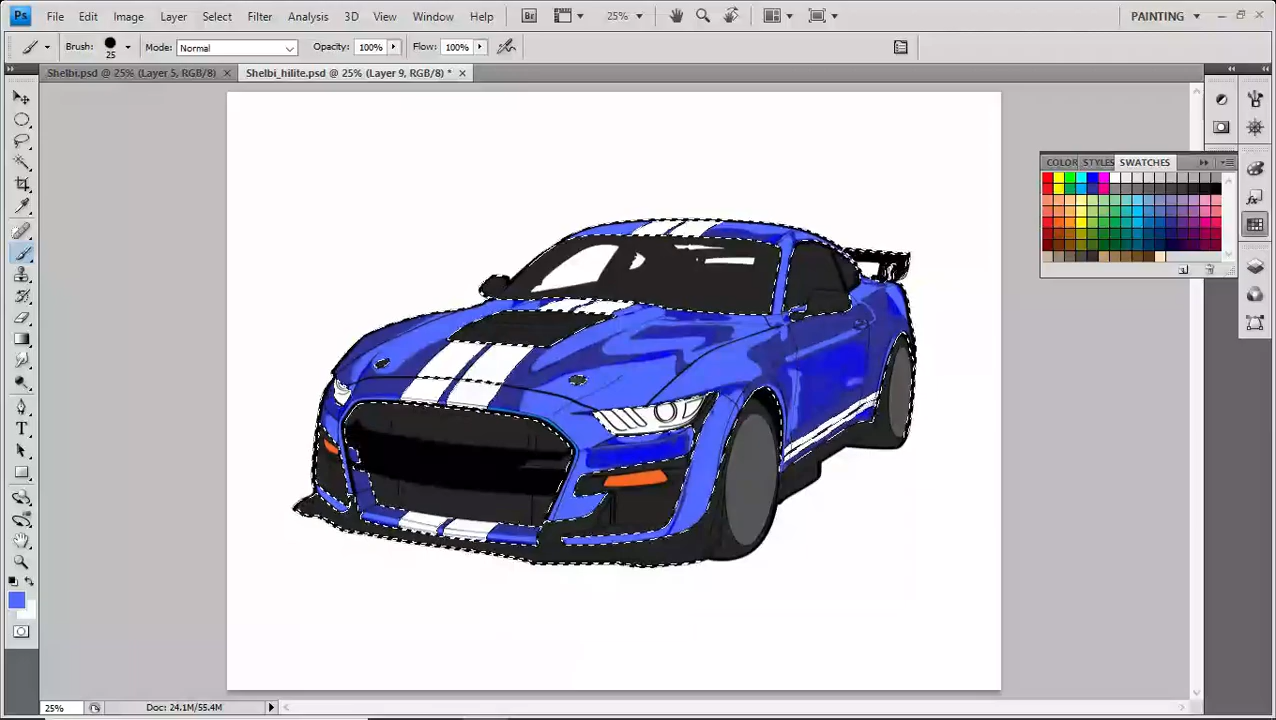 Ps File Edit Image Layer Select Filter Analysis 3D View Window Help Br 25% PAINTING
Brush: 25 Mode: Normal Opacity: 100% Flow: 100%
Shelbi.psd @ 25% (Layer 5, RGB/8) Shelbi_hilite.psd @ 25% (Layer 9, RGB/8) *
COLOR STYLES SWATCHES
T
25% Doc: 24.1M/55.4M